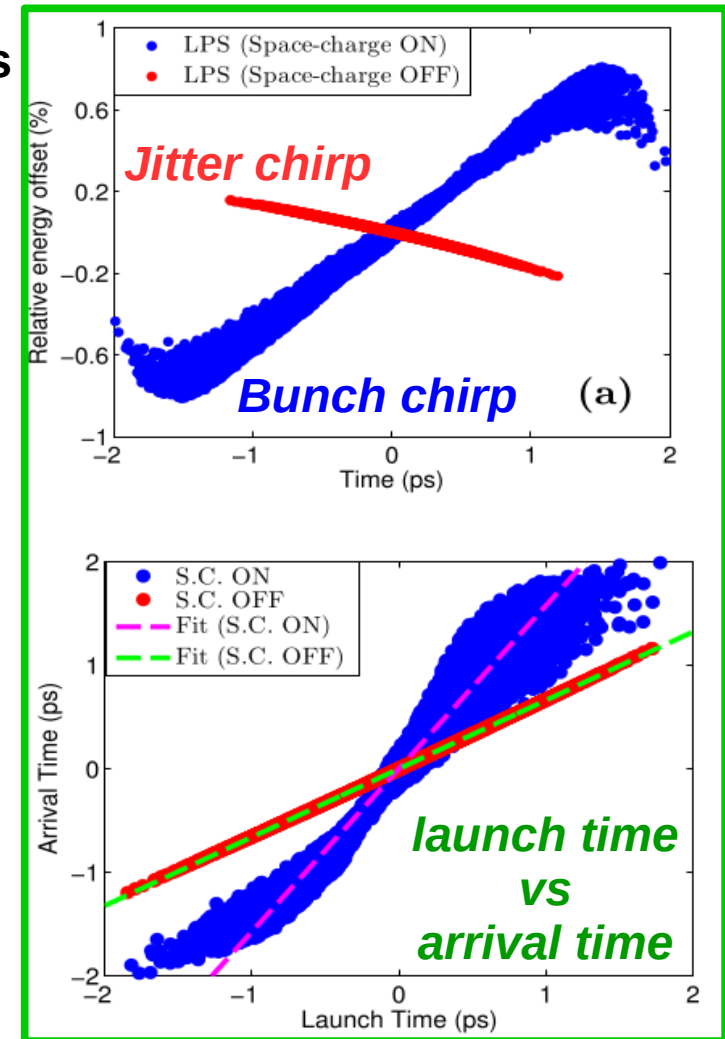 s
LPS (Space-charge ON)
LPS (Space-charge OFF)
Jitter chirp
Bunch chirp
(a)
Relative energy offset (%)
1
0.6
0.2
−0.2
−0.6
−1
−2
−1
0
1
2
Time (ps)
S.C. ON
S.C. OFF
Fit (S.C. ON)
Fit (S.C. OFF)
launch time
vs
arrival time
Arrival Time (ps)
2
1
0
−1
−2
−2
−1
0
1
2
Launch Time (ps)